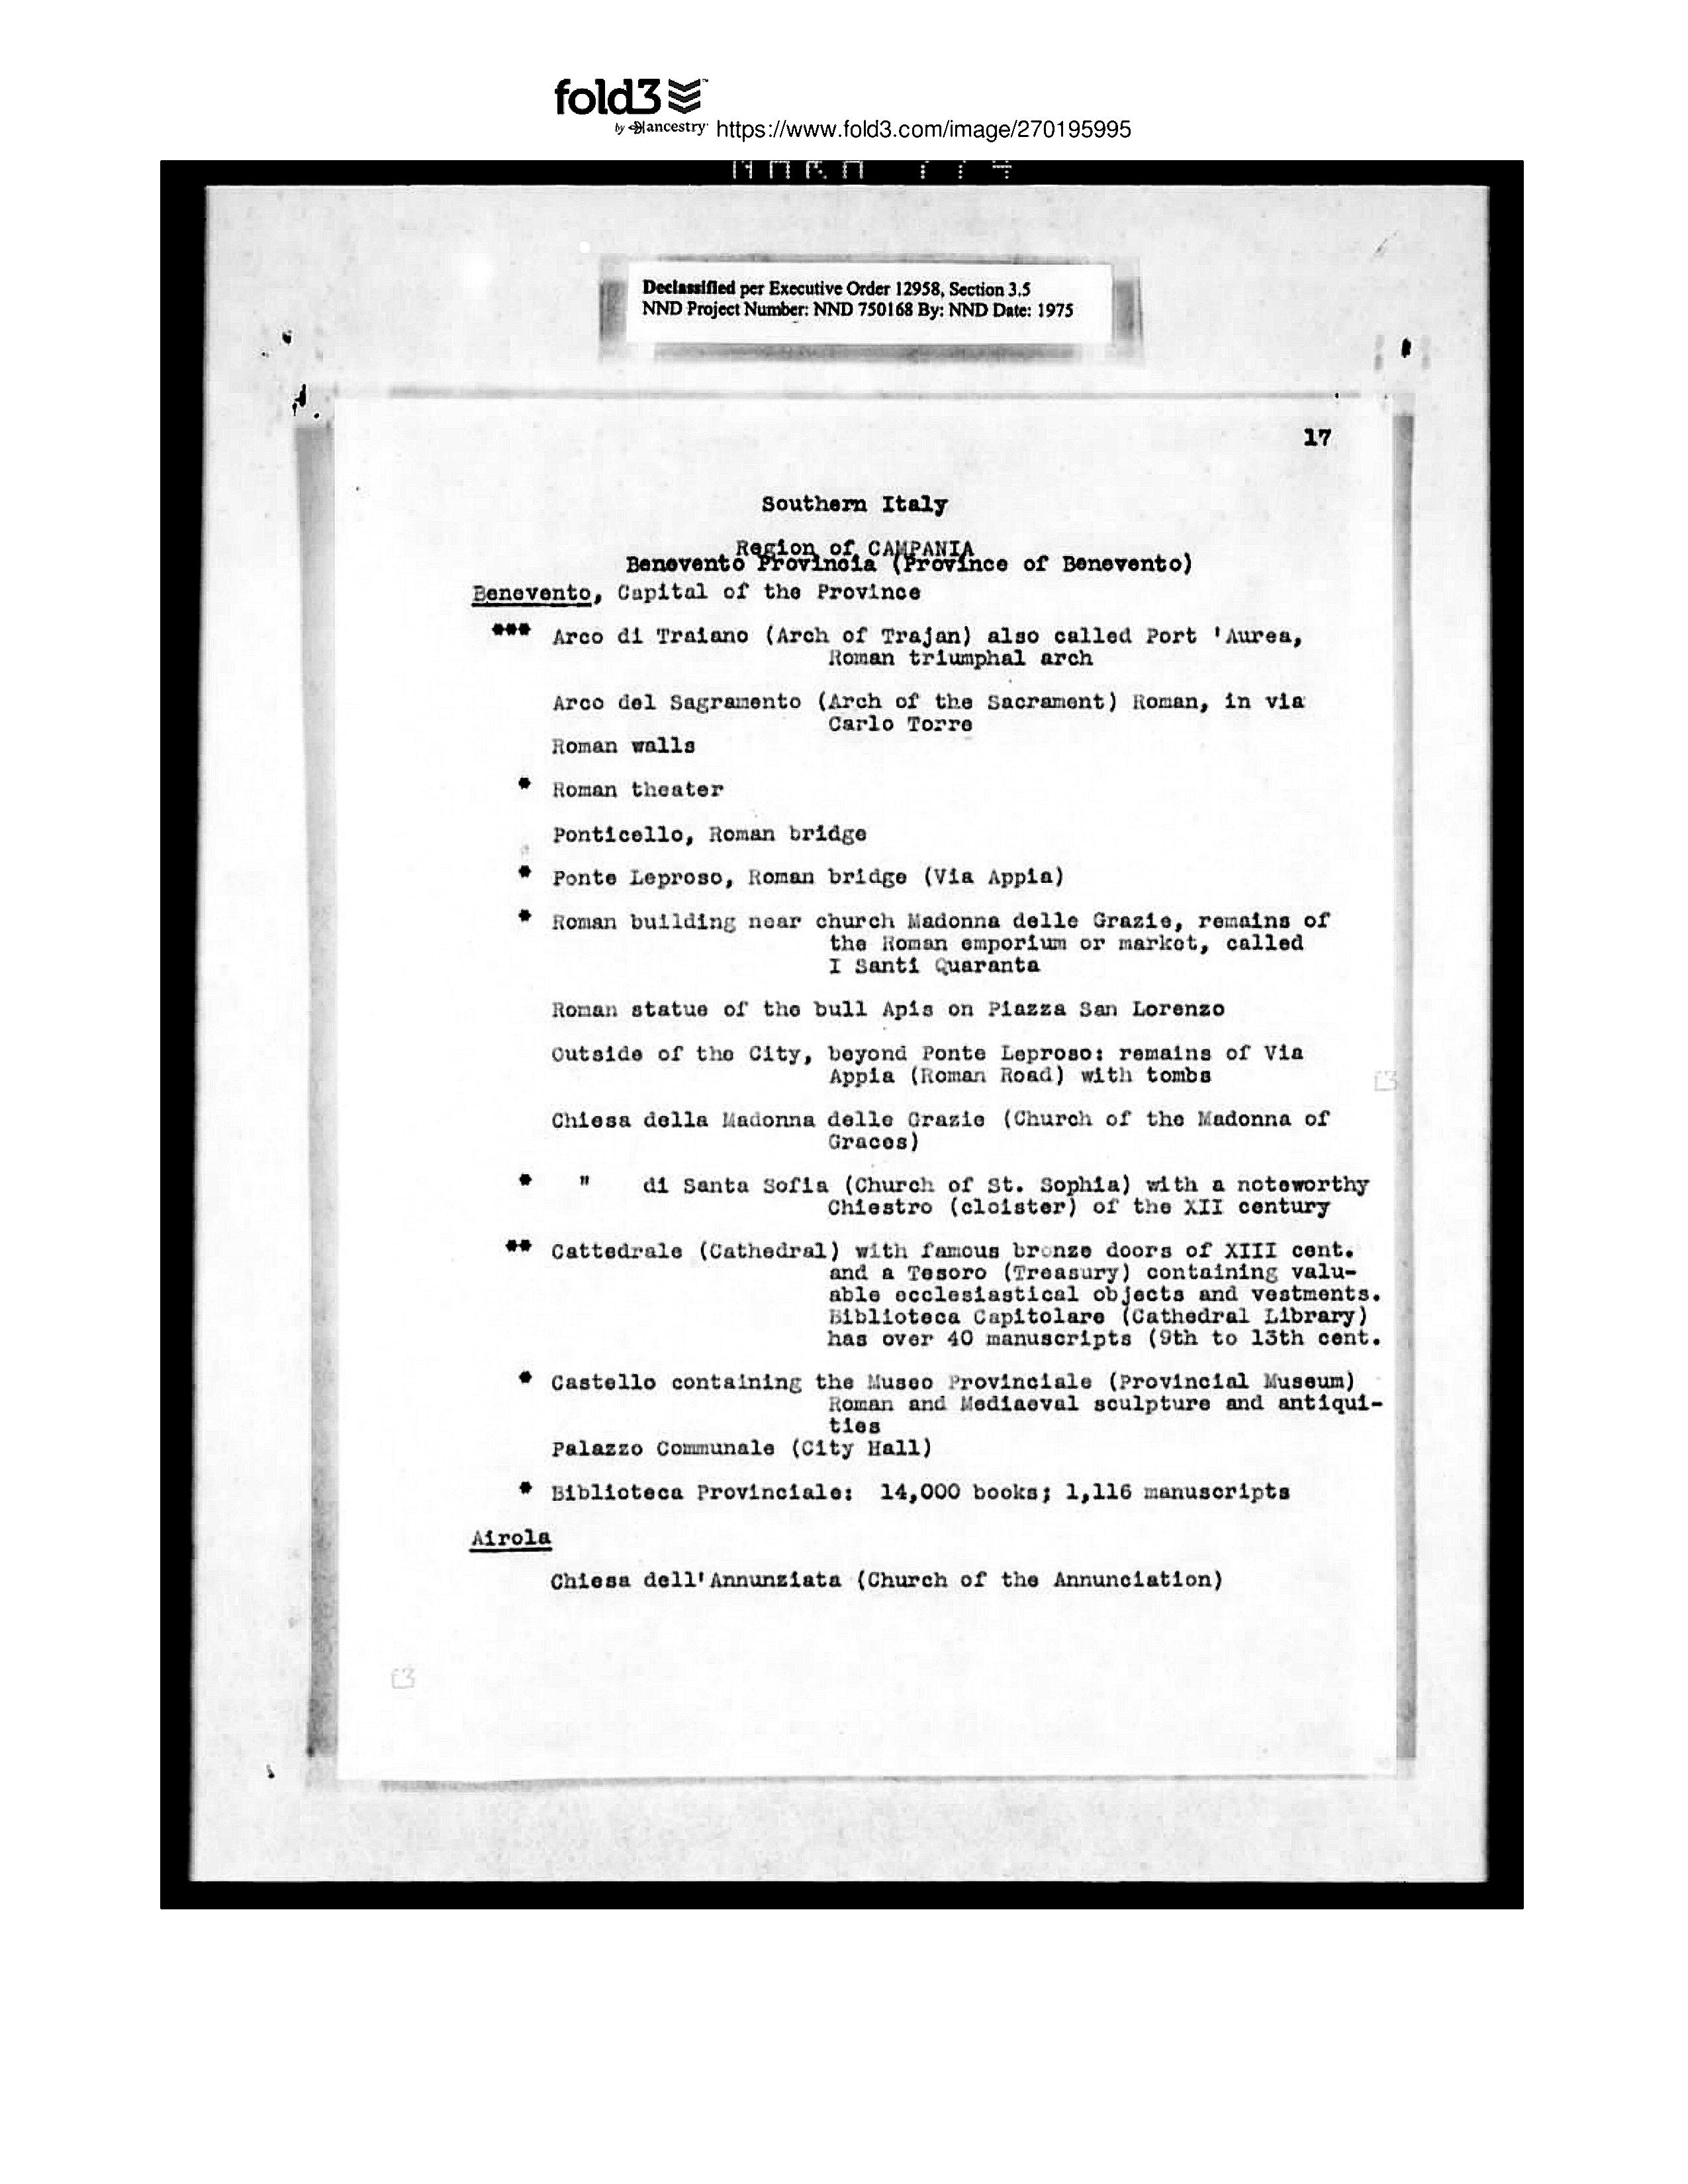 fold3
by ancestry https://www.fold3.com/image/270195995
Declassified per Executive Order 12958, Section 3.5
NND Project Number: NND 750168 By: NND Date: 1975
17
Southern Italy
Region of CAMPANIA
Benevento Provincia (Province of Benevento)
Benevento, Capital of the Province
*** Arco di Traiano (Arch of Trajan) also called Port 'Aurea,
Roman triumphal arch
Arco del Sagramento (Arch of the Sacrament) Roman, in via
Carlo Torre
Roman walls
* Roman theater
Ponticello, Roman bridge
* Ponte Leproso, Roman bridge (Via Appia)
* Roman building near church Madonna delle Grazie, remains of
the Roman emporium or market, called
I Santi Quaranta
Roman statue of the bull Apis on Piazza San Lorenzo
Outside of the City, beyond Ponte Leproso: remains of Via
Appia (Roman Road) with tombs
Chiesa della Madonna delle Grazie (Church of the Madonna of
Graces)
* " di Santa Sofia (Church of St. Sophia) with a noteworthy
Chiestro (cloister) of the XII century
** Cattedrale (Cathedral) with famous bronze doors of XIII cent.
and a Tesoro (Treasury) containing valu-
able ecclesiastical objects and vestments.
Biblioteca Capitolare (Cathedral Library)
has over 40 manuscripts (9th to 13th cent.
* Castello containing the Museo Provinciale (Provincial Museum)
Roman and Mediaeval sculpture and antiqui-
ties
Palazzo Communale (City Hall)
* Biblioteca Provinciale: 14,000 books; 1,116 manuscripts
Airola
Chiesa dell'Annunziata (Church of the Annunciation)